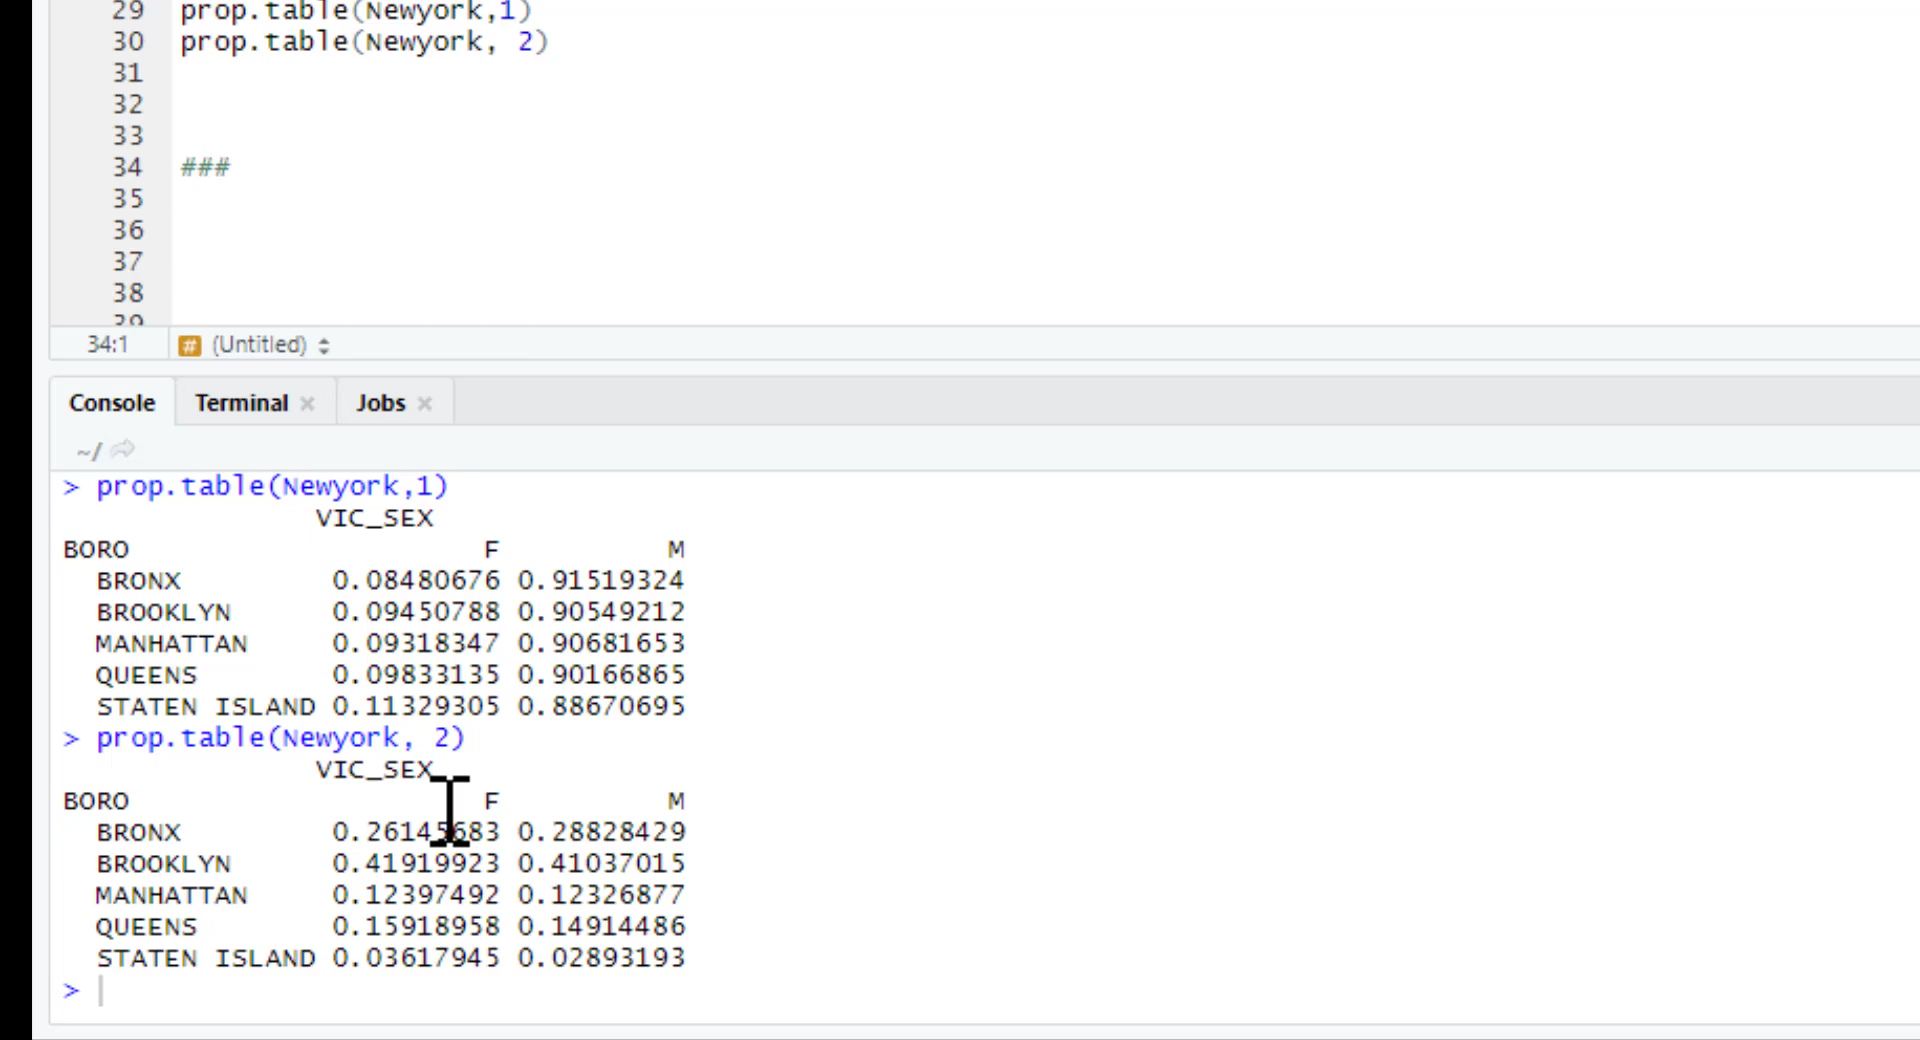 29 prop.table(Newyork,1)
30 prop.table(Newyork, 2)
31
32
33
34 ###
35
36
37
38
39
34:1 # (Untitled)
Console Terminal × Jobs ×
~/
> prop.table(Newyork,1)
VIC_SEX
BORO F M
BRONX 0.08480676 0.91519324
BROOKLYN 0.09450788 0.90549212
MANHATTAN 0.09318347 0.90681653
QUEENS 0.09833135 0.90166865
STATEN ISLAND 0.11329305 0.88670695
> prop.table(Newyork, 2)
VIC_SEX
BORO F M
BRONX 0.26145683 0.28828429
BROOKLYN 0.41919923 0.41037015
MANHATTAN 0.12397492 0.12326877
QUEENS 0.15918958 0.14914486
STATEN ISLAND 0.03617945 0.02893193
>